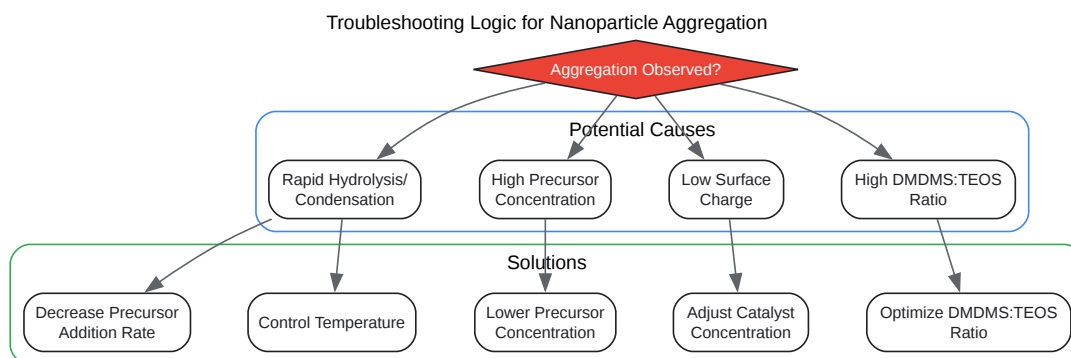 Troubleshooting Logic for Nanoparticle Aggregation
Aggregation Observed?
Potential Causes
Rapid Hydrolysis/
Condensation
High Precursor
Concentration
Low Surface
Charge
High DMDMS:TEOS
Ratio
Solutions
Decrease Precursor
Addition Rate
Control Temperature
Lower Precursor
Concentration
Adjust Catalyst
Concentration
Optimize DMDMS:TEOS
Ratio